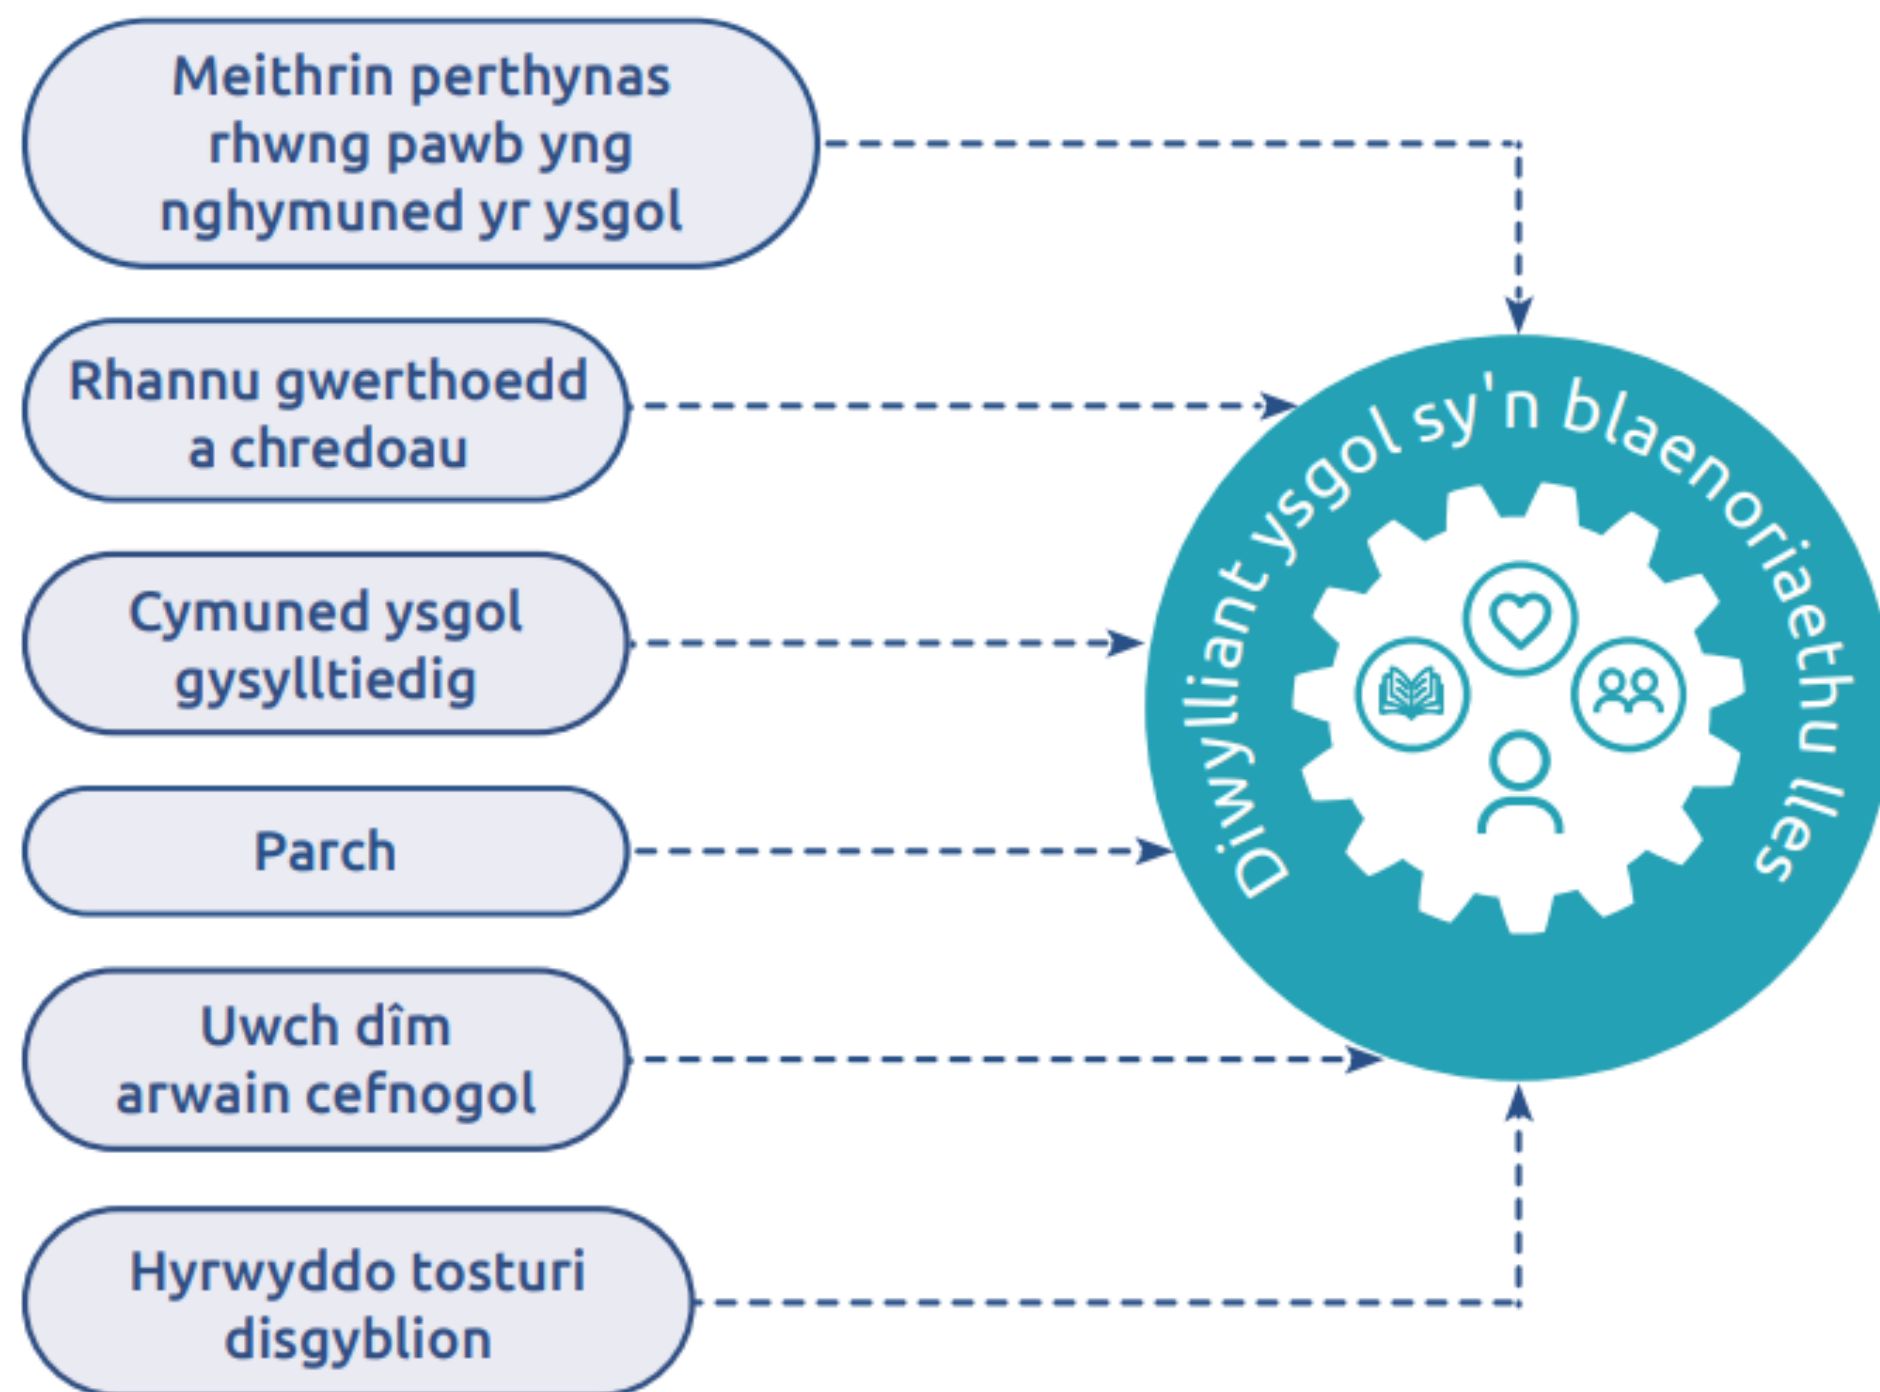 Meithrin perthynas
rhwng pawb yng
nghymuned yr ysgol
Rhannu gwerthoedd
a chredoau
Cymuned ysgol
gysylltiedig
Parch
Uwch dîm
arwain cefnogol
Hyrwyddo tosturi
disgyblion
Diwylliant ysgol sy'n blaenoriaethu lles